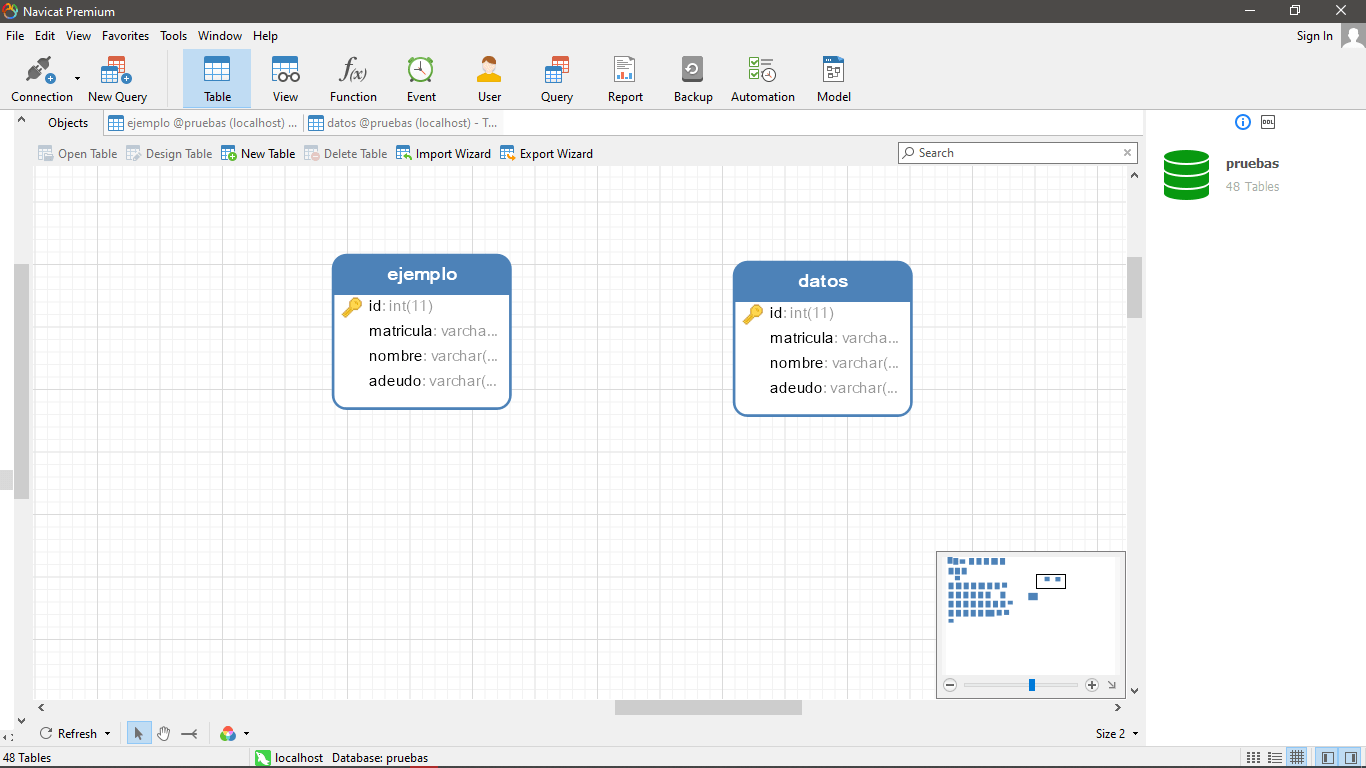 Navicat Premium
File Edit View Favorites Tools Window Help Sign In
Connection New Query Table View Function Event User Query Report Backup Automation Model
f(x)
Objects ejemplo @pruebas (localhost) ... datos @pruebas (localhost) - T...
DDL
Open Table Design Table New Table Delete Table Import Wizard Export Wizard Search
pruebas
48 Tables
ejemplo
id: int(11)
matricula: varcha...
nombre: varchar(...
adeudo: varchar(...
datos
id: int(11)
matricula: varcha...
nombre: varchar(...
adeudo: varchar(...
Refresh Size 2
48 Tables localhost Database: pruebas